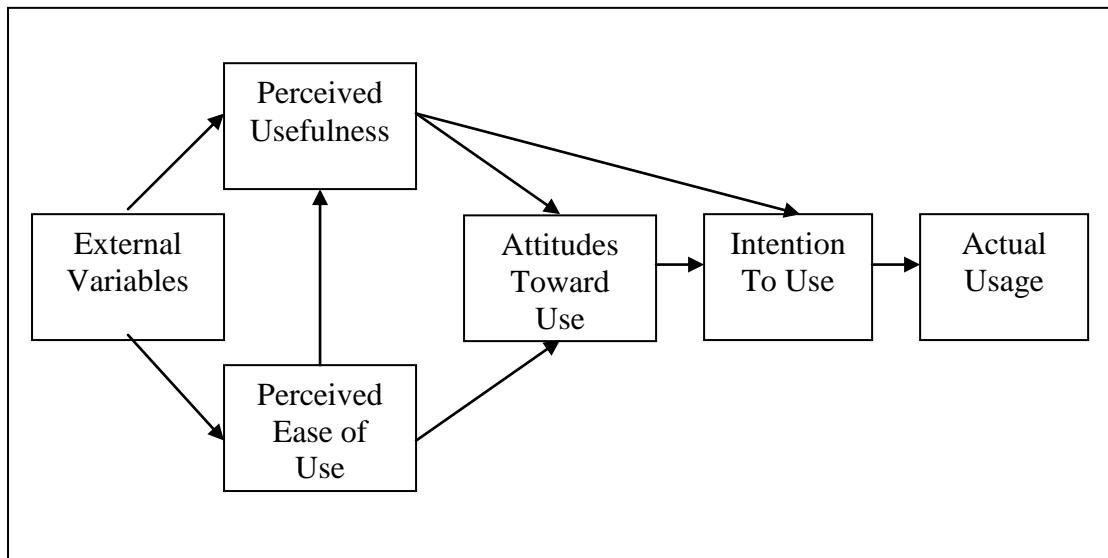 Perceived
Usefulness
External
Variables
Attitudes
Toward
Use
Intention
To Use
Actual
Usage
Perceived
Ease of
Use